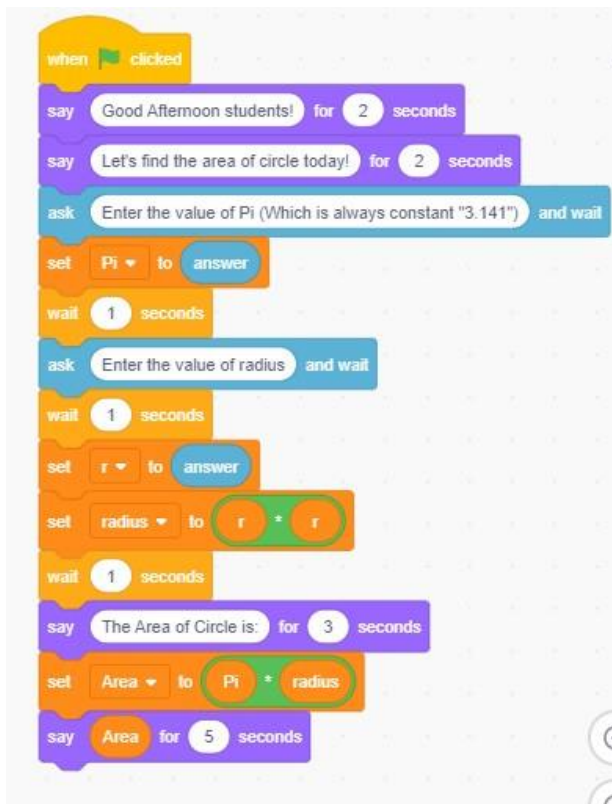 when clicked
say Good Afternoon students! for 2 seconds
say Let's find the area of circle today! for 2 seconds
ask Enter the value of Pi (Which is always constant "3.141") and wait
set Pi to answer
wait 1 seconds
ask Enter the value of radius and wait
wait 1 seconds
set r to answer
set radius to r * r
wait 1 seconds
say The Area of Circle is: for 3 seconds
set Area to Pi * radius
say Area for 5 seconds